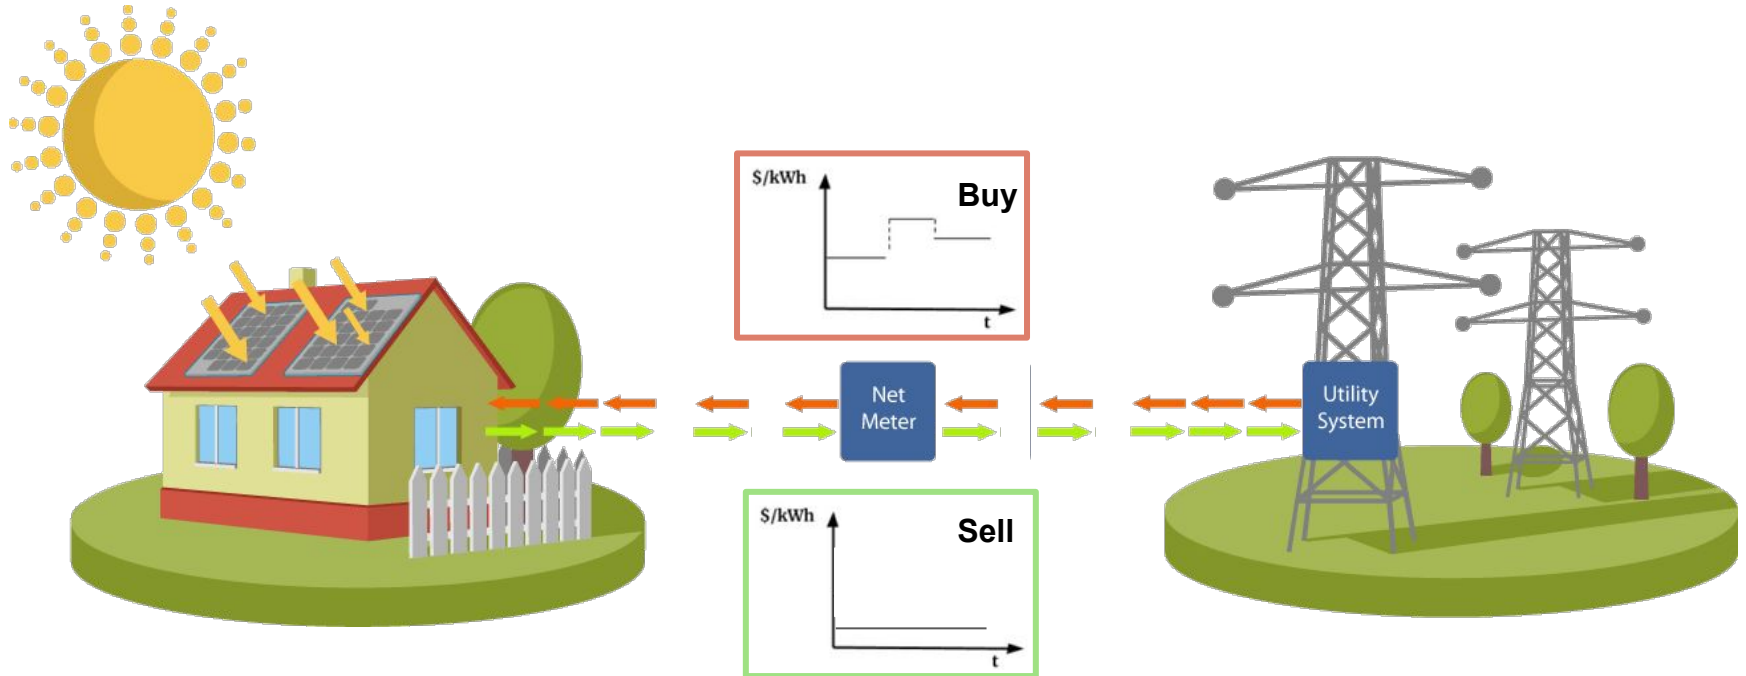 $/kWh
Buy
t
Net
Meter
Utility
System
$/kWh
Sell
t